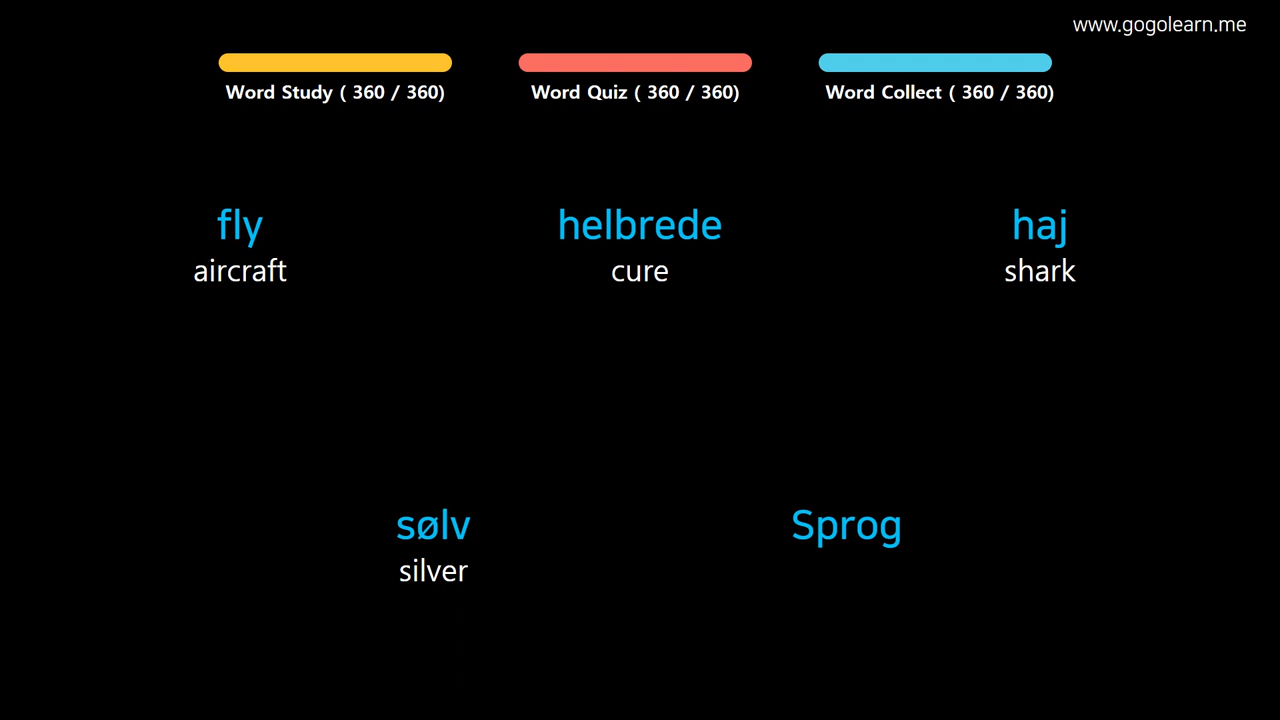 www.gogolearn.me
Word Study ( 360 / 360)
Word Quiz ( 360 / 360)
Word Collect ( 360 / 360)
fly
aircraft
helbrede
cure
haj
shark
sølv
silver
Sprog